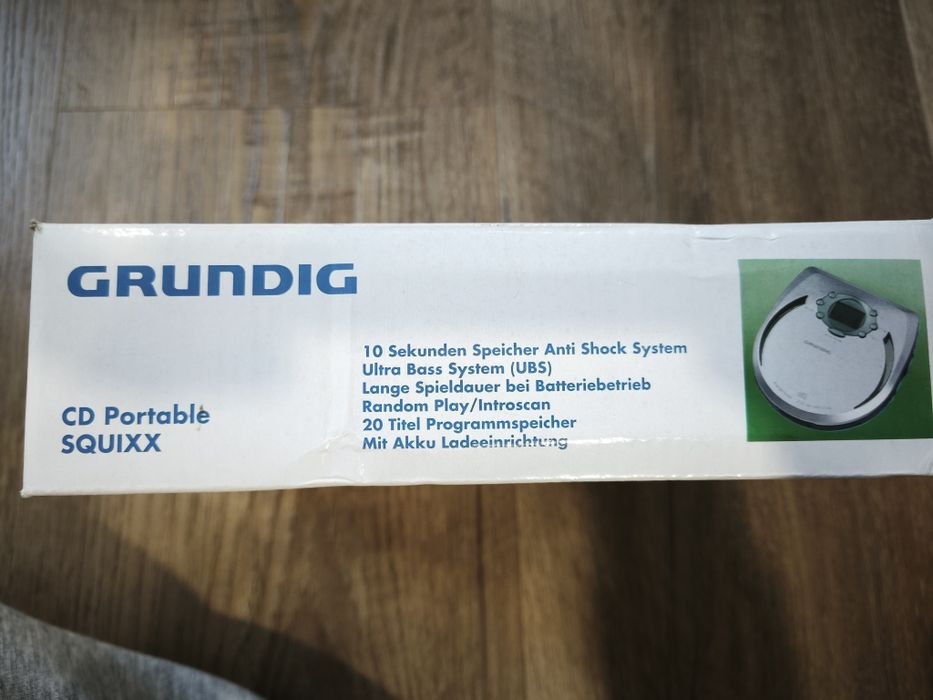 GRUNDIG
CD Portable
SQUIXX
10 Sekunden Speicher Anti Shock System
Ultra Bass System (UBS)
Lange Spieldauer bei Batteriebetrieb
Random Play/Introscan
20 Titel Programmspeicher
Mit Akku Ladeeinrichtung
GRUNDIG